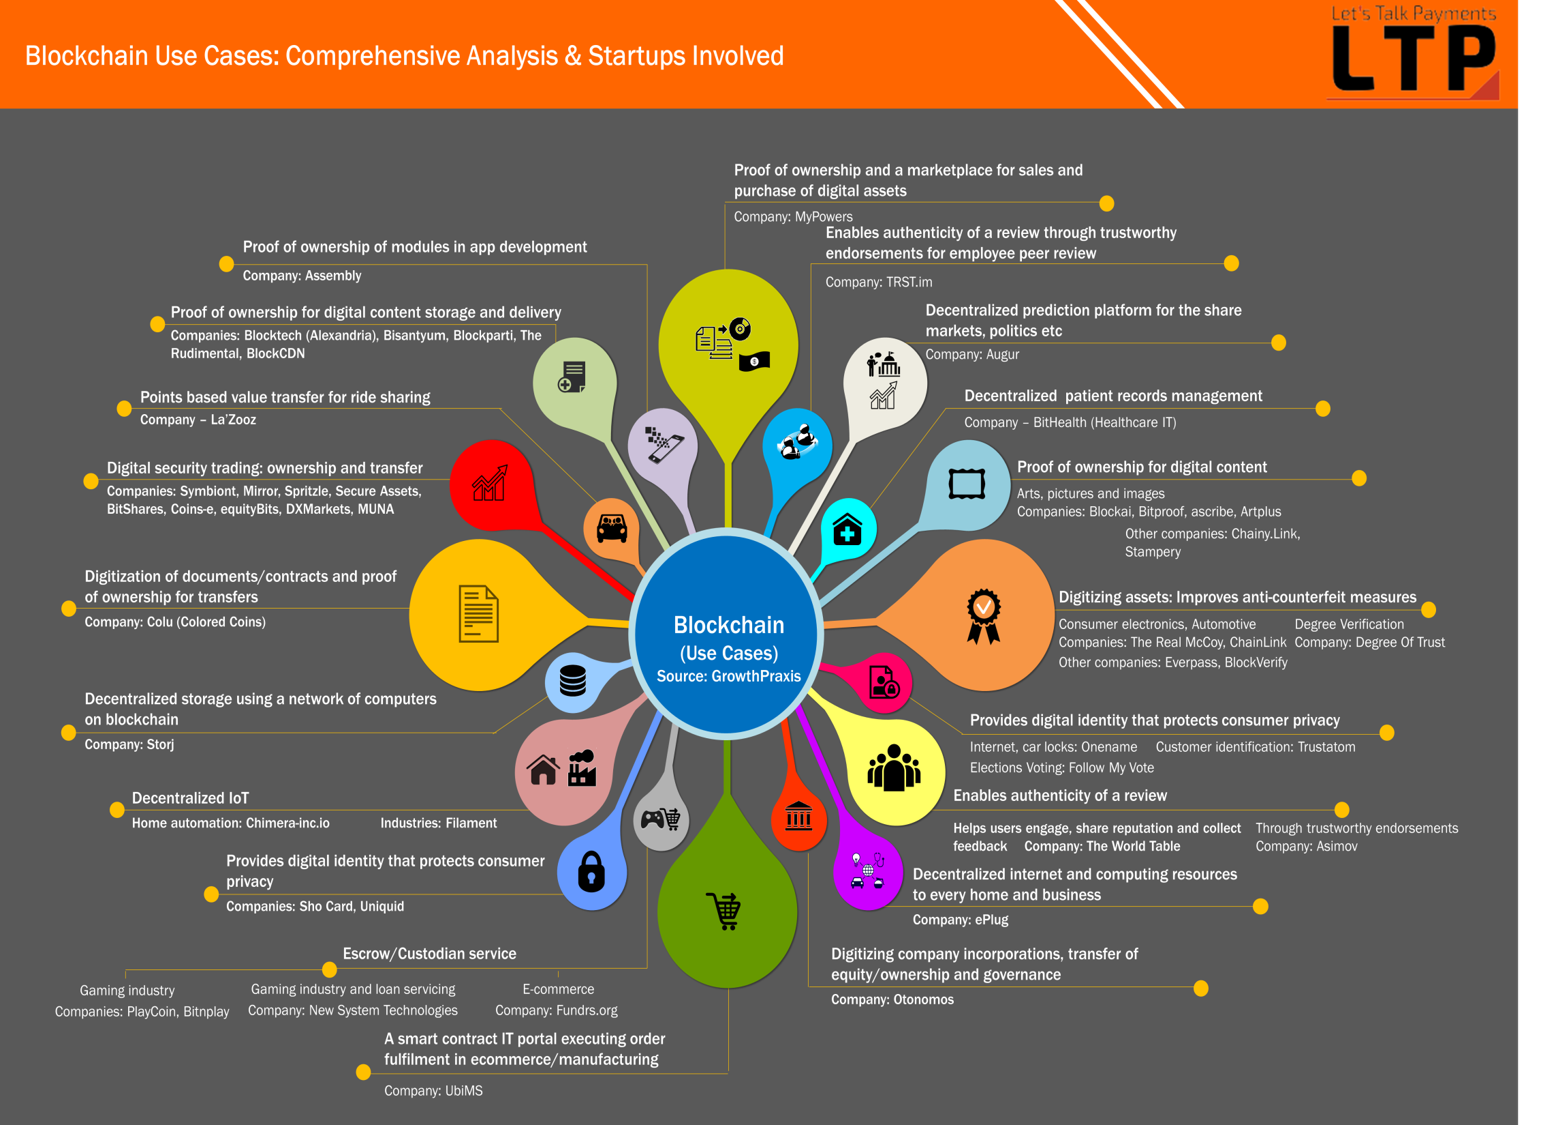 Let's Talk Payments
LTP
Blockchain Use Cases: Comprehensive Analysis & Startups Involved
Proof of ownership and a marketplace for sales and
purchase of digital assets
Company: MyPowers
Enables authenticity of a review through trustworthy
endorsements for employee peer review
Company: TRST.im
Decentralized prediction platform for the share
markets, politics etc
Company: Augur
Decentralized  patient records management
Company – BitHealth (Healthcare IT)
Proof of ownership for digital content
Arts, pictures and images
Companies: Blockai, Bitproof, ascribe, Artplus
Other companies: Chainy.Link,
Stampery
Digitizing assets: Improves anti-counterfeit measures
Consumer electronics, Automotive
Companies: The Real McCoy, ChainLink
Degree Verification
Company: Degree Of Trust
Other companies: Everpass, BlockVerify
Provides digital identity that protects consumer privacy
Internet, car locks: Onename
Customer identification: Trustatom
Elections Voting: Follow My Vote
Enables authenticity of a review
Helps users engage, share reputation and collect
feedback    Company: The World Table
Through trustworthy endorsements
Company: Asimov
Decentralized internet and computing resources
to every home and business
Company: ePlug
Digitizing company incorporations, transfer of
equity/ownership and governance
Company: Otonomos
Proof of ownership of modules in app development
Company: Assembly
Proof of ownership for digital content storage and delivery
Companies: Blocktech (Alexandria), Bisantyum, Blockparti, The
Rudimental, BlockCDN
Points based value transfer for ride sharing
Company – La'Zooz
Digital security trading: ownership and transfer
Companies: Symbiont, Mirror, Spritzle, Secure Assets,
BitShares, Coins-e, equityBits, DXMarkets, MUNA
Digitization of documents/contracts and proof
of ownership for transfers
Company: Colu (Colored Coins)
Decentralized storage using a network of computers
on blockchain
Company: Storj
Decentralized IoT
Home automation: Chimera-inc.io
Industries: Filament
Provides digital identity that protects consumer
privacy
Companies: Sho Card, Uniquid
Escrow/Custodian service
Gaming industry
Companies: PlayCoin, Bitnplay
Gaming industry and loan servicing
Company: New System Technologies
E-commerce
Company: Fundrs.org
A smart contract IT portal executing order
fulfilment in ecommerce/manufacturing
Company: UbiMS
Blockchain
(Use Cases)
Source: GrowthPraxis